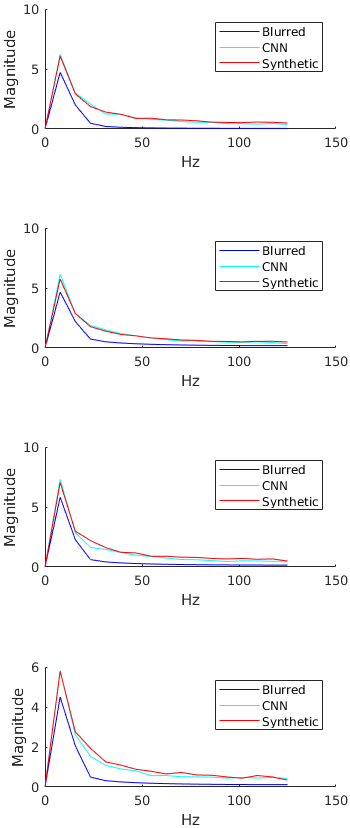 10
5
0
Magnitude
Blurred
CNN
Synthetic
0 50 100 150
Hz
10
5
0
Magnitude
Blurred
CNN
Synthetic
0 50 100 150
Hz
10
5
0
Magnitude
Blurred
CNN
Synthetic
0 50 100 150
Hz
6
4
2
0
Magnitude
Blurred
CNN
Synthetic
0 50 100 150
Hz